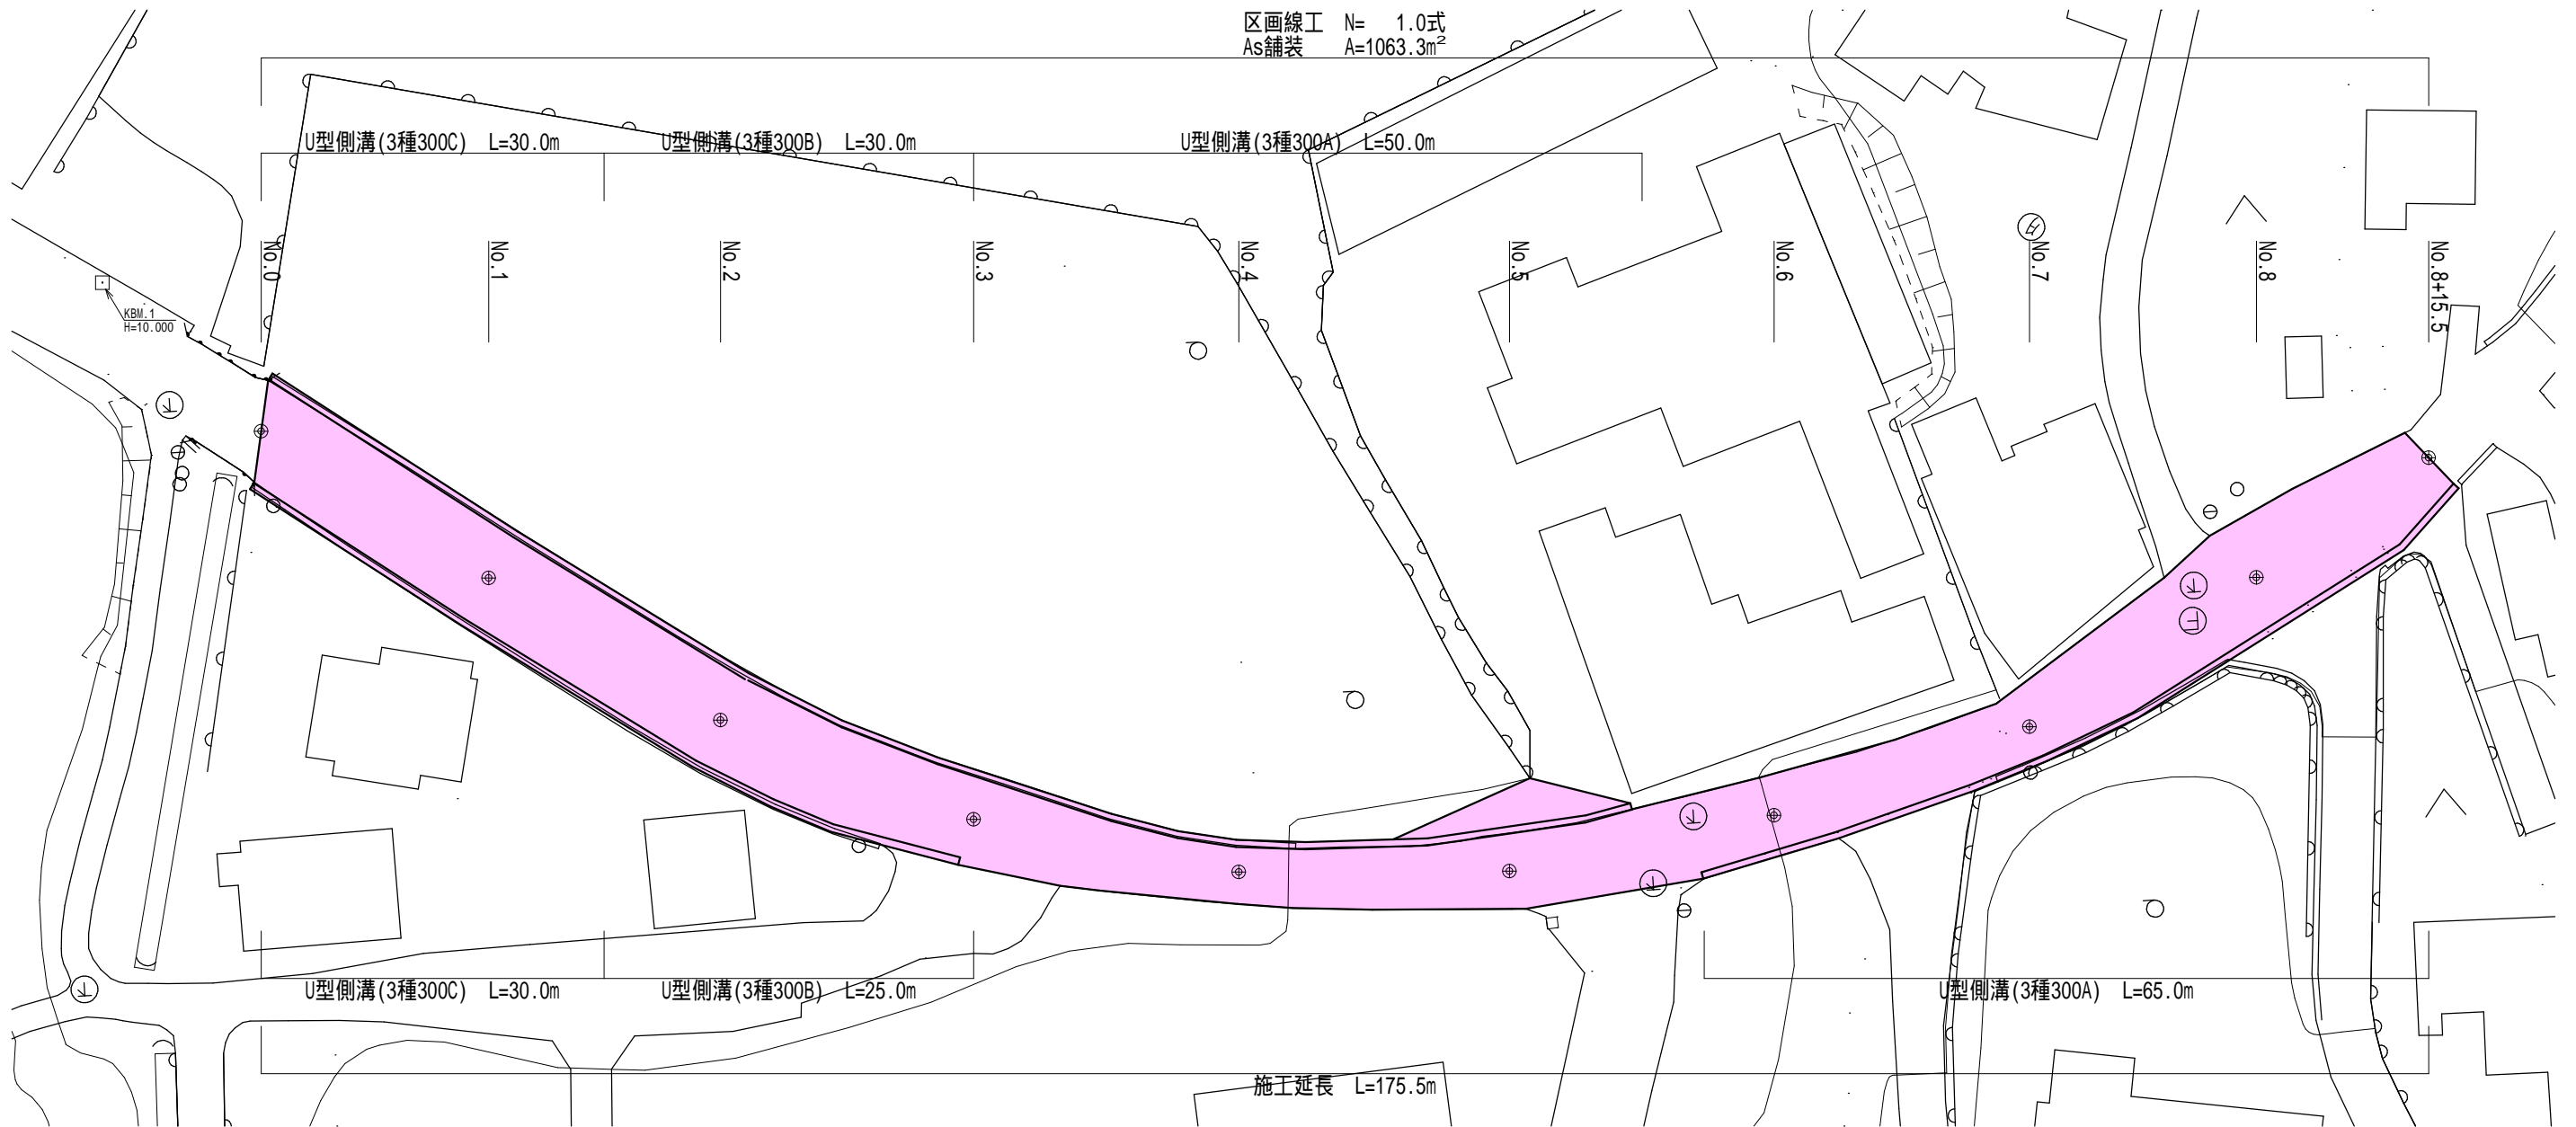 区画線工 N= 1.0式
As舗装 A=1063.3m²
U型側溝(3種300C) L=30.0m
U型側溝(3種300B) L=30.0m
U型側溝(3種300A) L=50.0m
No.0
No.1
No.2
No.3
No.4
No.5
No.6
No.7
No.8
No.8+15.5
KBM.1
H=10.000
U型側溝(3種300C) L=30.0m
U型側溝(3種300B) L=25.0m
U型側溝(3種300A) L=65.0m
施工延長 L=175.5m